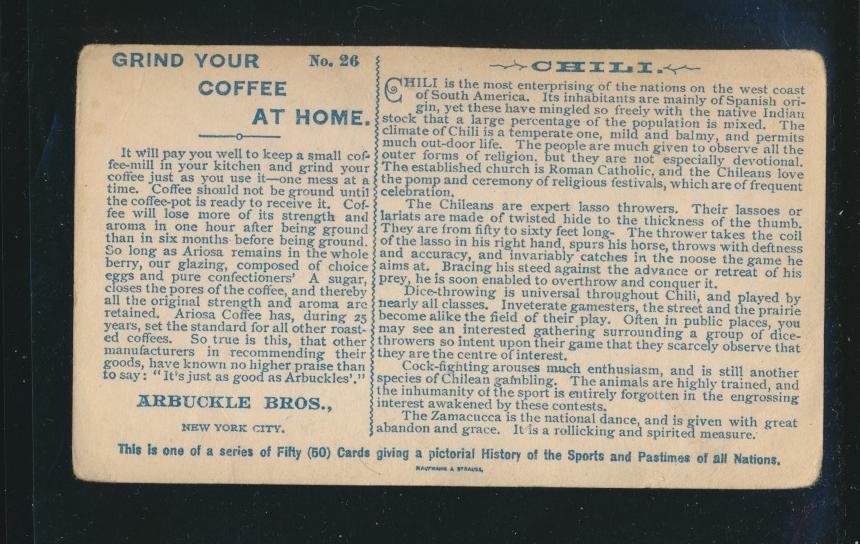 GRIND YOUR No. 26
COFFEE
AT HOME.
It will pay you well to keep a small cof-
fee-mill in your kitchen and grind your
coffee just as you use it—one mess at a
time. Coffee should not be ground until
the coffee-pot is ready to receive it. Cof-
fee will lose more of its strength and
aroma in one hour after being ground
than in six months before being ground.
So long as Ariosa remains in the whole
berry, our glazing, composed of choice
eggs and pure confectioners' A sugar,
closes the pores of the coffee, and thereby
all the original strength and aroma are
retained. Ariosa Coffee has, during 25
years, set the standard for all other roast-
ed coffees. So true is this, that other
manufacturers in recommending their
goods, have known no higher praise than
to say: "It's just as good as Arbuckles'."
ARBUCKLE BROS.,
NEW YORK CITY.
CHILI.
CHILI is the most enterprising of the nations on the west coast
of South America. Its inhabitants are mainly of Spanish ori-
gin, yet these have mingled so freely with the native Indian
stock that a large percentage of the population is mixed. The
climate of Chili is a temperate one, mild and balmy, and permits
much out-door life. The people are much given to observe all the
outer forms of religion, but they are not especially devotional.
The established church is Roman Catholic, and the Chileans love
the pomp and ceremony of religious festivals, which are of frequent
celebration.
The Chileans are expert lasso throwers. Their lassoes or
lariats are made of twisted hide to the thickness of the thumb.
They are from fifty to sixty feet long- The thrower takes the coil
of the lasso in his right hand, spurs his horse, throws with deftness
and accuracy, and invariably catches in the noose the game he
aims at. Bracing his steed against the advance or retreat of his
prey, he is soon enabled to overthrow and conquer it.
Dice-throwing is universal throughout Chili, and played by
nearly all classes. Inveterate gamesters, the street and the prairie
become alike the field of their play. Often in public places, you
may see an interested gathering surrounding a group of dice-
throwers so intent upon their game that they scarcely observe that
they are the centre of interest.
Cock-fighting arouses much enthusiasm, and is still another
species of Chilean gambling. The animals are highly trained, and
the inhumanity of the sport is entirely forgotten in the engrossing
interest awakened by these contests.
The Zamacucca is the national dance, and is given with great
abandon and grace. It is a rollicking and spirited measure.
This is one of a series of Fifty (50) Cards giving a pictorial History of the Sports and Pastimes of all Nations.
KAUFMANN & STRAUSS,